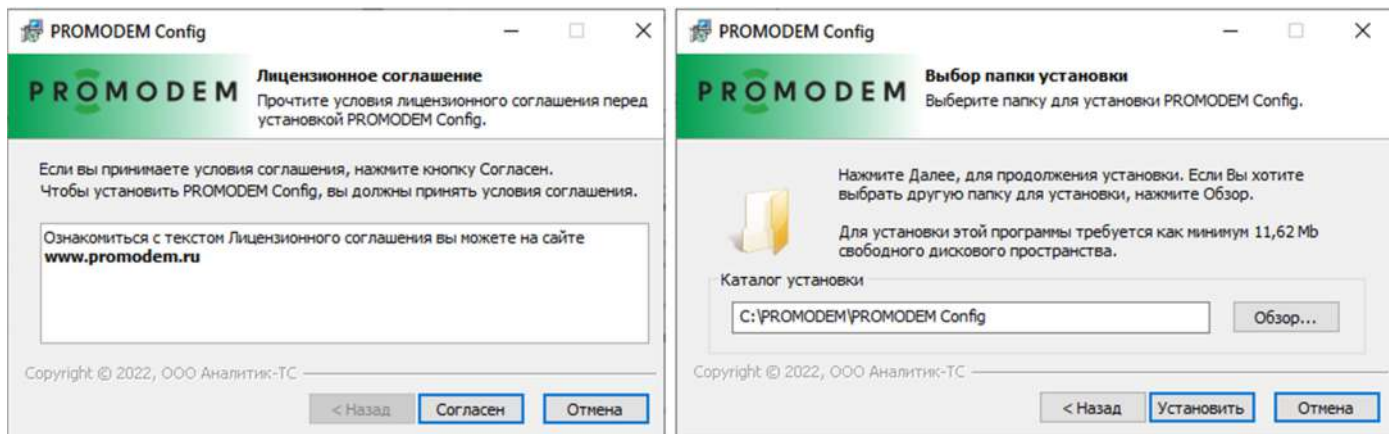 PROMODEM Config
PROMODEM
Лицензионное соглашение
Прочтите условия лицензионного соглашения перед
установкой PROMODEM Config.
Если вы принимаете условия соглашения, нажмите кнопку Согласен.
Чтобы установить PROMODEM Config, вы должны принять условия соглашения.
Ознакомиться с текстом Лицензионного соглашения вы можете на сайте
www.promodem.ru
Copyright © 2022, ООО Аналитик-ТС
< Назад
Согласен
Отмена
PROMODEM Config
PROMODEM
Выбор папки установки
Выберите папку для установки PROMODEM Config.
Нажмите Далее, для продолжения установки. Если Вы хотите
выбрать другую папку для установки, нажмите Обзор.
Для установки этой программы требуется как минимум 11,62 Mb
свободного дискового пространства.
Каталог установки
C:\PROMODEM\PROMODEM Config
Обзор...
Copyright © 2022, ООО Аналитик-ТС
< Назад
Установить
Отмена